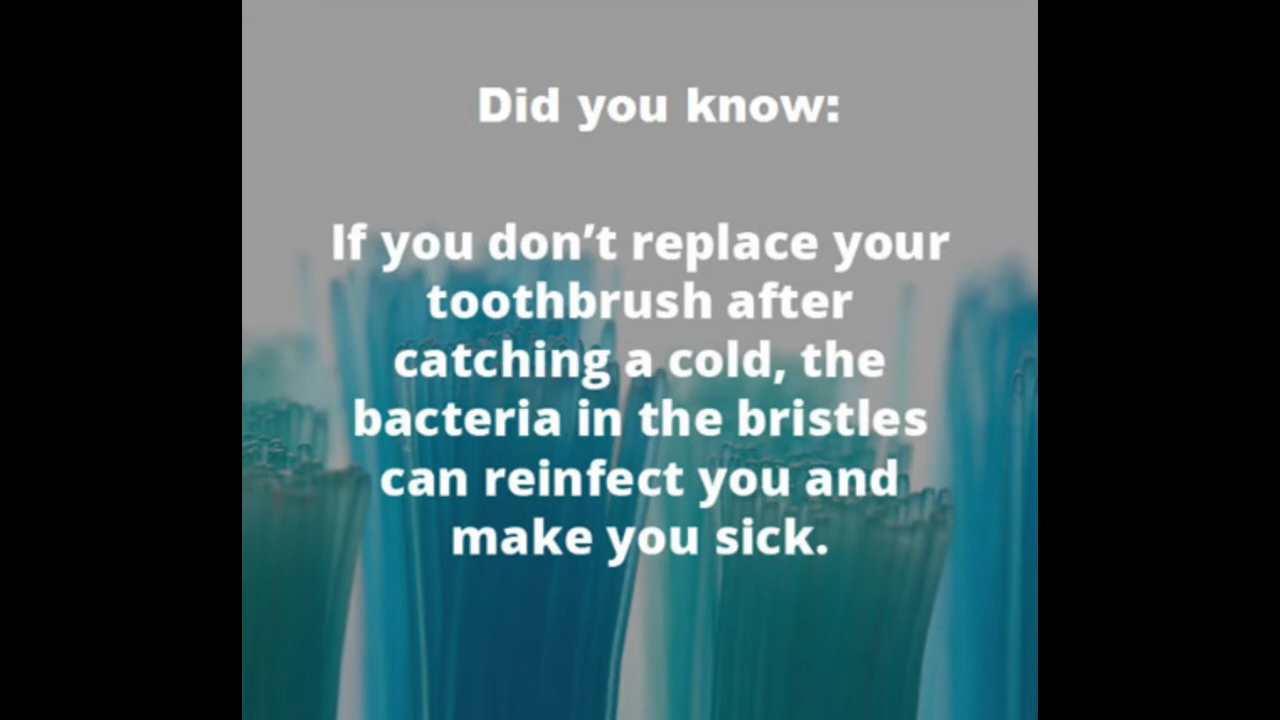 Did you know:
If you don’t replace your
toothbrush after
catching a cold, the
bacteria in the bristles
can reinfect you and
make you sick.